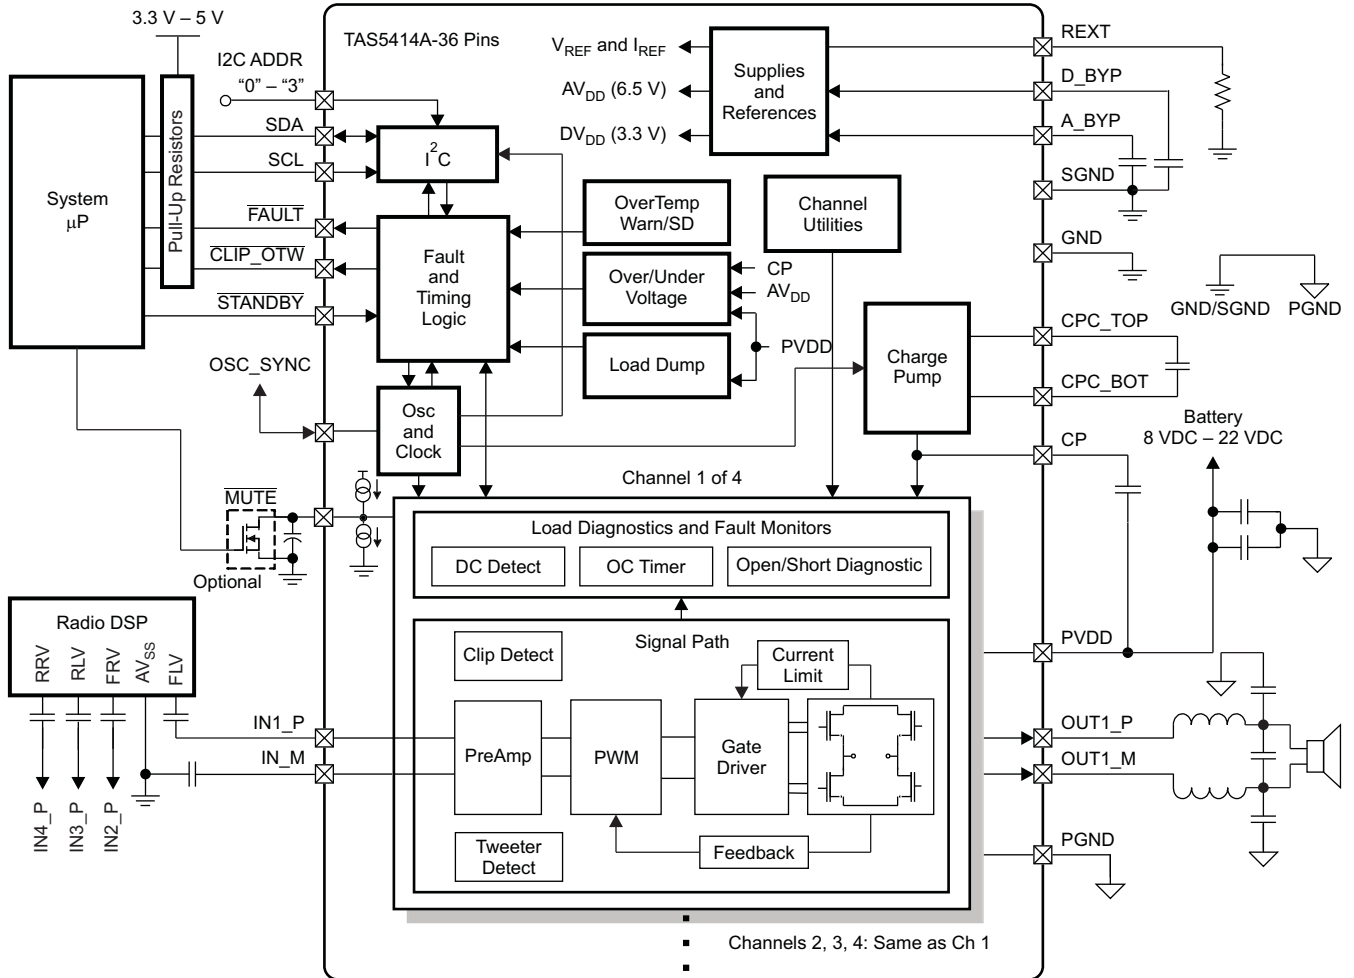 3.3 V – 5 V
TAS5414A-36 Pins
I2C ADDR
“0” – “3”
SDA
SCL
FAULT
CLIP_OTW
STANDBY
OSC_SYNC
System
μP
Pull-Up Resistors
I²C
Fault
and
Timing
Logic
Osc
and
Clock
VREF and IREF
AVDD (6.5 V)
DVDD (3.3 V)
Supplies
and
References
OverTemp
Warn/SD
Channel
Utilities
Over/Under
Voltage
CP
AVDD
PVDD
Load Dump
Charge
Pump
REXT
D_BYP
A_BYP
SGND
GND
GND/SGND
PGND
CPC_TOP
CPC_BOT
CP
Battery
8 VDC – 22 VDC
PVDD
OUT1_P
OUT1_M
PGND
MUTE
Optional
Channel 1 of 4
Load Diagnostics and Fault Monitors
DC Detect
OC Timer
Open/Short Diagnostic
Signal Path
Clip Detect
Current
Limit
PreAmp
PWM
Gate
Driver
Tweeter
Detect
Feedback
Radio DSP
RRV
RLV
FRV
AVSS
FLV
IN1_P
IN_M
IN4_P
IN3_P
IN2_P
Channels 2, 3, 4: Same as Ch 1